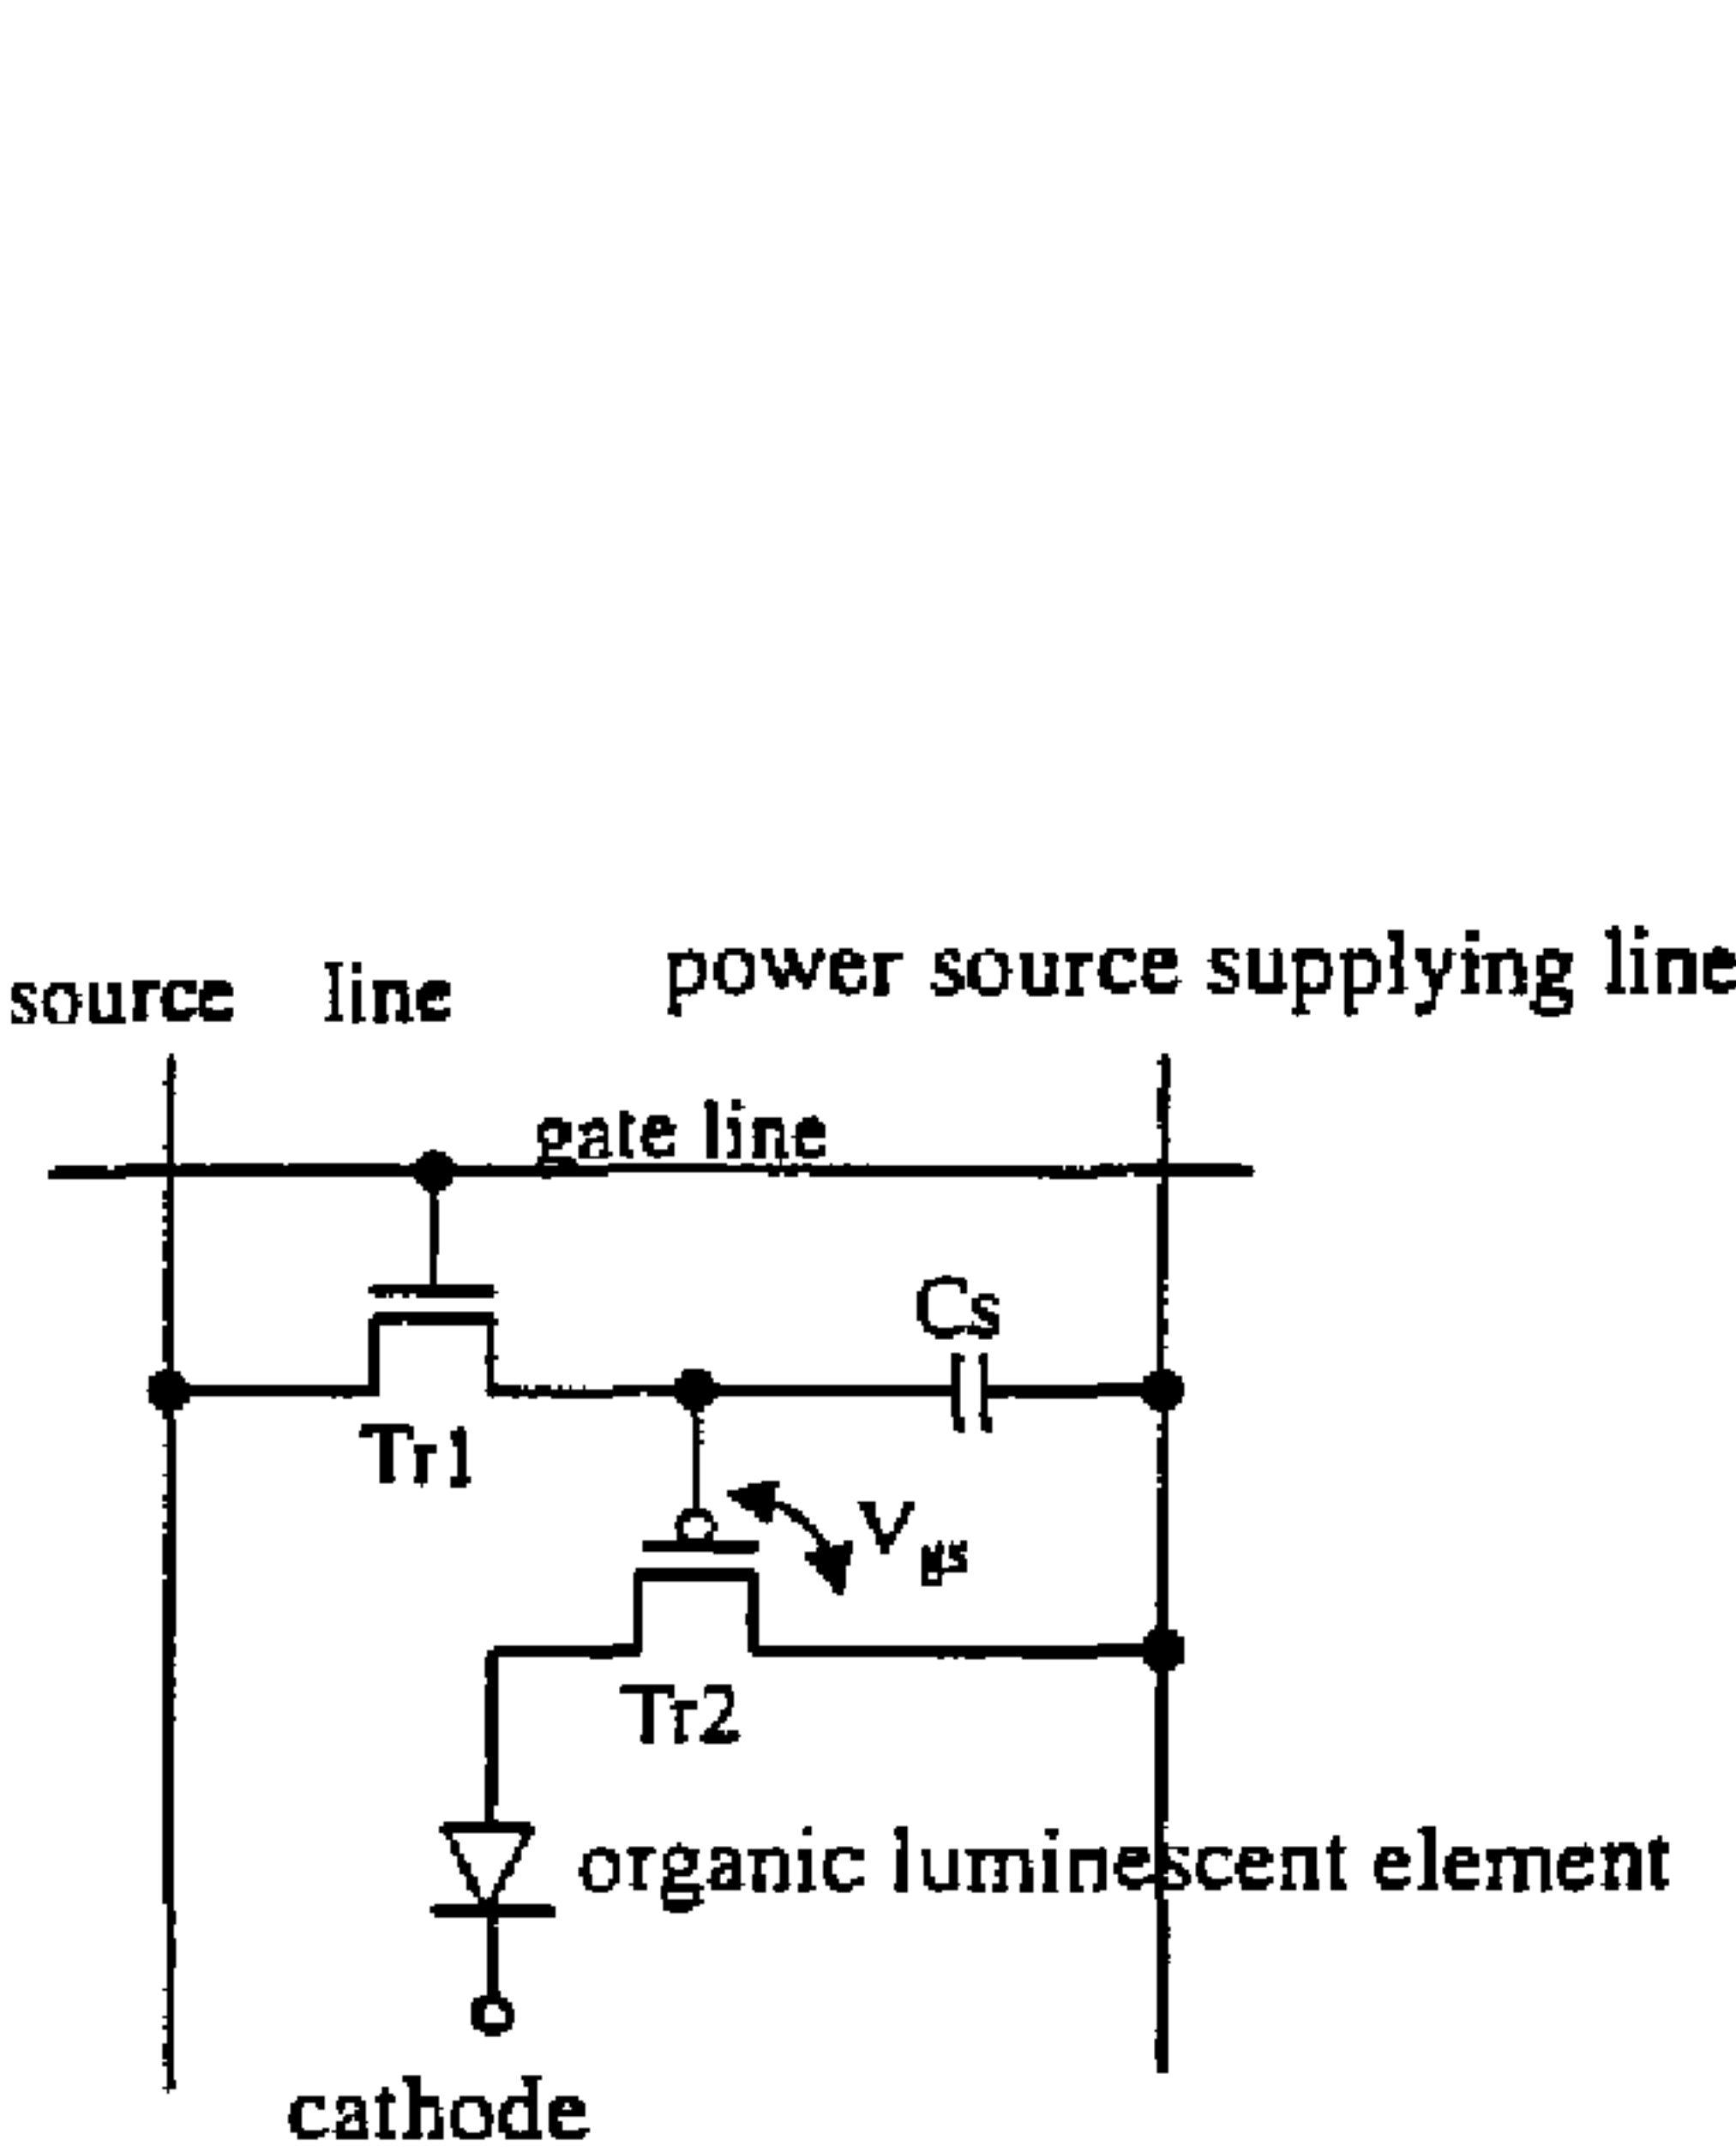 source line
power source supplying line
gate line
Cs
Tr1
Vgs
Tr2
organic luminescent element
cathode